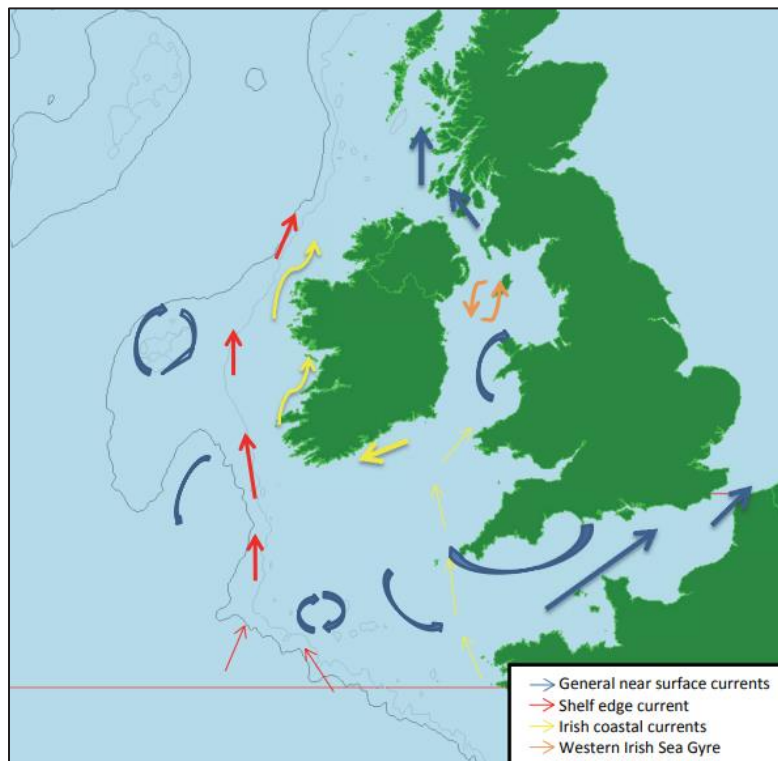 General near surface currents
Shelf edge current
Irish coastal currents
Western Irish Sea Gyre